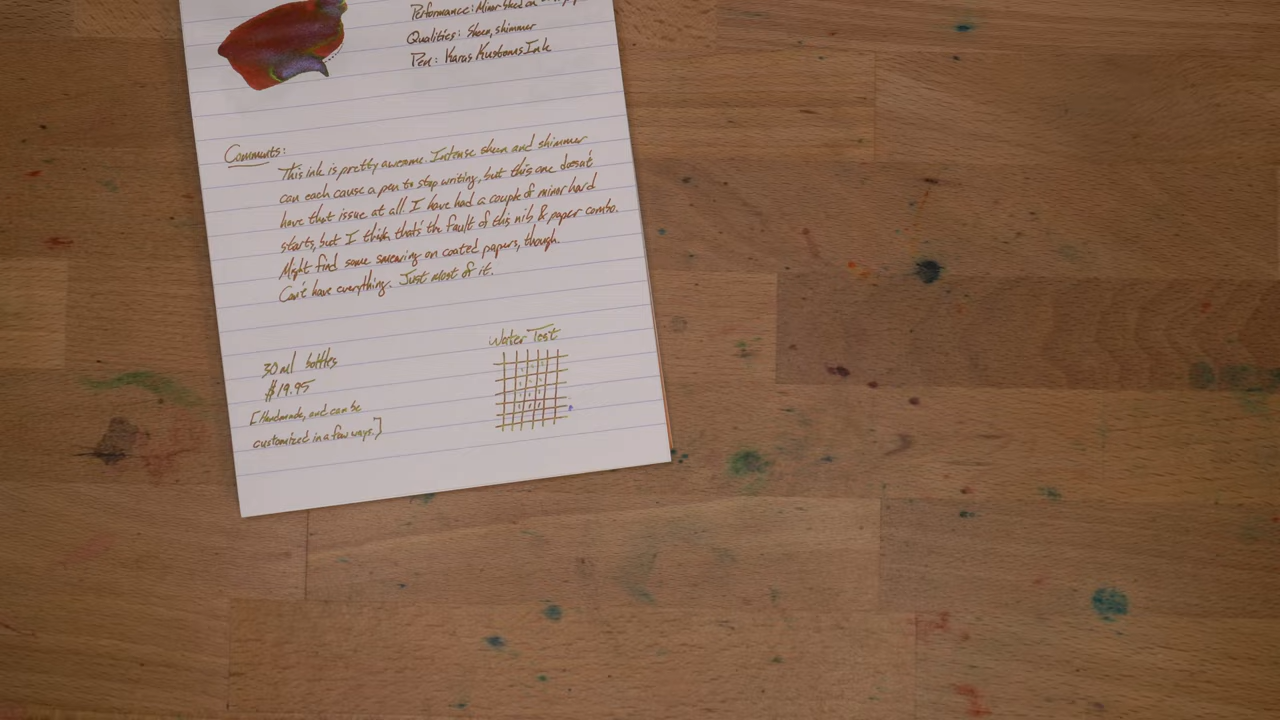 Performance: Minor shed on
Qualities: Sheen, shimmer
Pen: Karas Kustoms Ink
Comments:
This ink is pretty awesome. Intense sheen and shimmer
can each cause a pen to stop writing, but this one doesn't
have that issue at all. I have had a couple of minor hard
starts, but I think that's the fault of this nib & paper combo.
Might find some smearing on coated papers, though.
Can't have everything. Just most of it.
Water Test
30ml bottles
$19.95
[Handmade, and can be
customized in a few ways.]